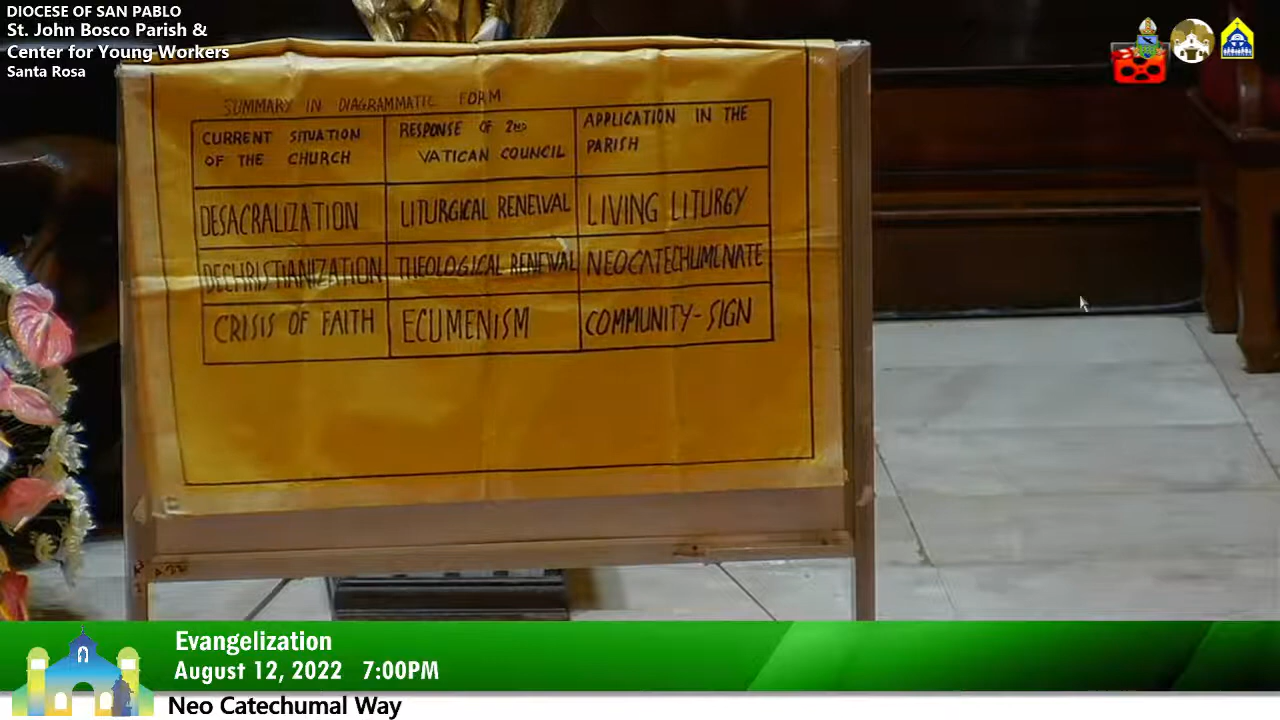 DIOCESE OF SAN PABLO
St. John Bosco Parish &
Center for Young Workers
Santa Rosa
SUMMARY IN DIAGRAMMATIC FORM
CURRENT SITUATION
OF THE CHURCH
RESPONSE OF 2ND
VATICAN COUNCIL
APPLICATION IN THE
PARISH
DESACRALIZATION
LITURGICAL RENEWAL
LIVING LITURGY
DECHRISTIANIZATION
THEOLOGICAL RENEWAL
NEOCATECHUMENATE
CRISIS OF FAITH
ECUMENISM
COMMUNITY-SIGN
Evangelization
August 12, 2022 7:00PM
Neo Catechumal Way